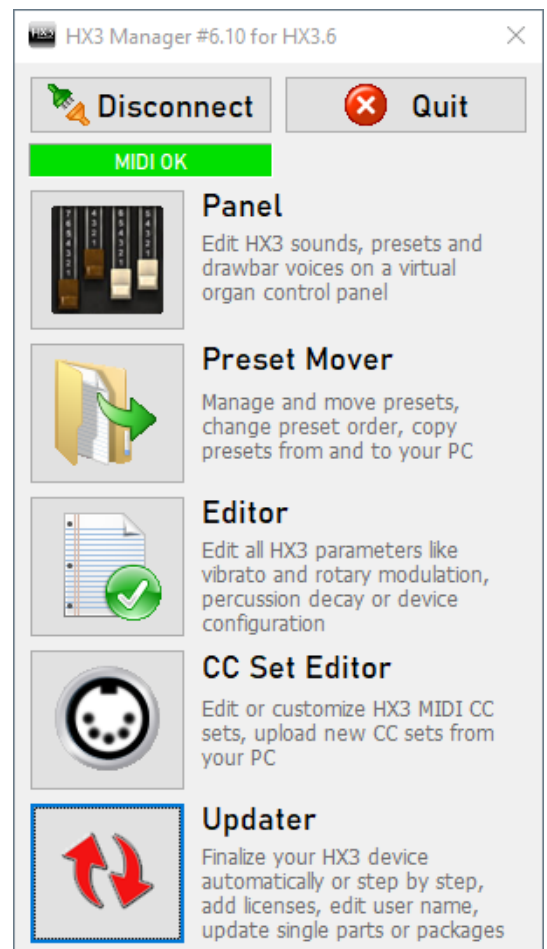 HX3 Manager #6.10 for HX3.6
Disconnect
Quit
MIDI OK
Panel
Edit HX3 sounds, presets and
drawbar voices on a virtual
organ control panel
Preset Mover
Manage and move presets,
change preset order, copy
presets from and to your PC
Editor
Edit all HX3 parameters like
vibrato and rotary modulation,
percussion decay or device
configuration
CC Set Editor
Edit or customize HX3 MIDI CC
sets, upload new CC sets from
your PC
Updater
Finalize your HX3 device
automatically or step by step,
add licenses, edit user name,
update single parts or packages